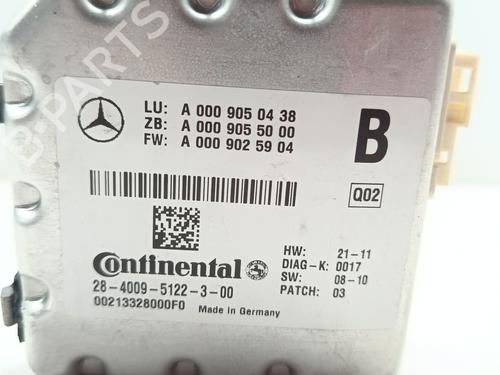 LU: A 000 905 04 38
ZB: A 000 905 50 00
FW: A 000 902 59 04
B
Q02
HW: 21-11
DIAG-K: 0017
SW: 08-10
PATCH: 03
Continental
28-4009-5122-3-00
00213328000F0 Made in Germany